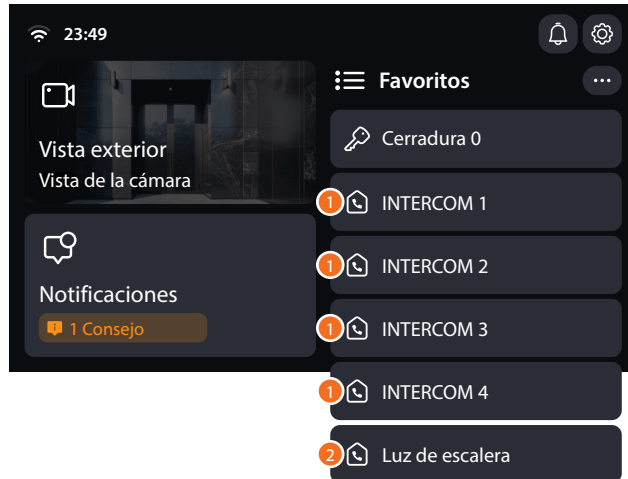 23:49
Vista exterior
Vista de la cámara
Notificaciones
1 Consejo
Favoritos
Cerradura 0
1 INTERCOM 1
1 INTERCOM 2
1 INTERCOM 3
1 INTERCOM 4
2 Luz de escalera